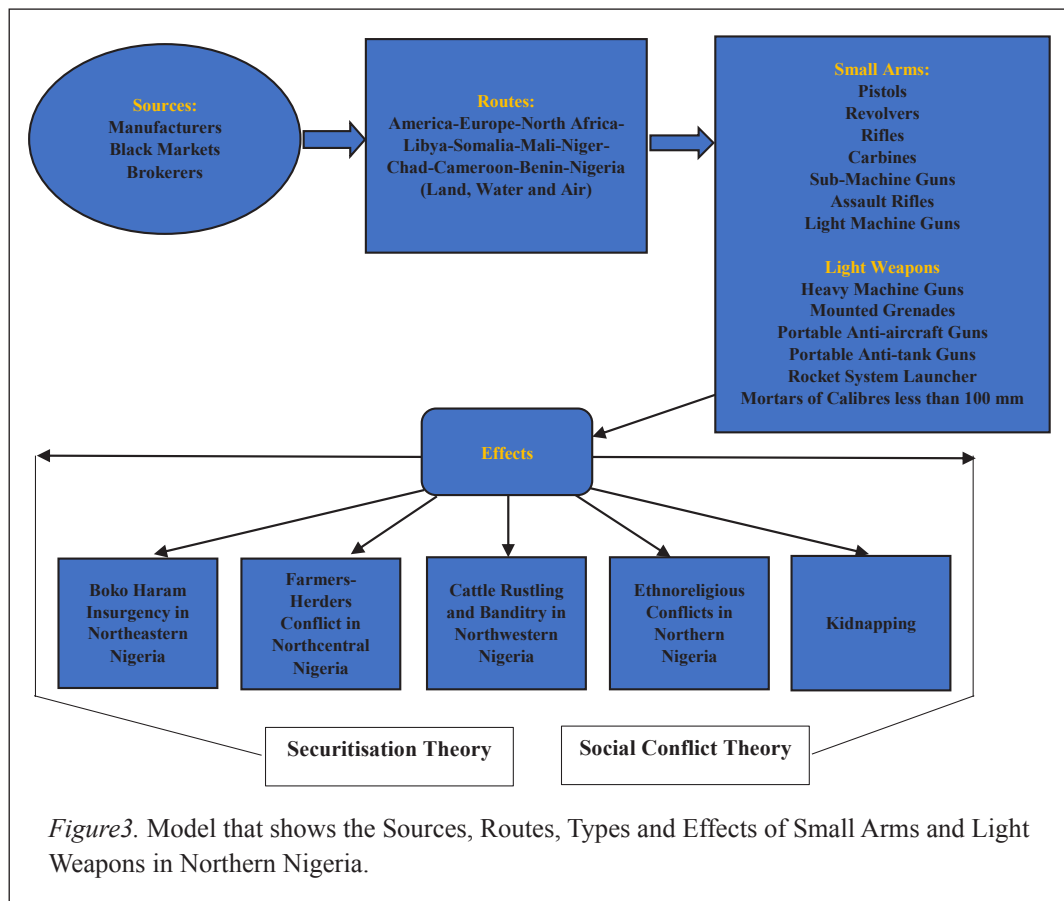 Sources:
Manufacturers
Black Markets
Brokerers
Routes:
America-Europe-North Africa-
Libya-Somalia-Mali-Niger-
Chad-Cameroon-Benin-Nigeria
(Land, Water and Air)
Small Arms:
Pistols
Revolvers
Rifles
Carbines
Sub-Machine Guns
Assault Rifles
Light Machine Guns
Light Weapons
Heavy Machine Guns
Mounted Grenades
Portable Anti-aircraft Guns
Portable Anti-tank Guns
Rocket System Launcher
Mortars of Calibres less than 100 mm
Effects
Boko Haram
Insurgency in
Northeastern
Nigeria
Farmers-
Herders
Conflict in
Northcentral
Nigeria
Cattle Rustling
and Banditry in
Northwestern
Nigeria
Ethnoreligious
Conflicts in
Northern
Nigeria
Kidnapping
Securitisation Theory
Social Conflict Theory
Figure3. Model that shows the Sources, Routes, Types and Effects of Small Arms and Light
Weapons in Northern Nigeria.